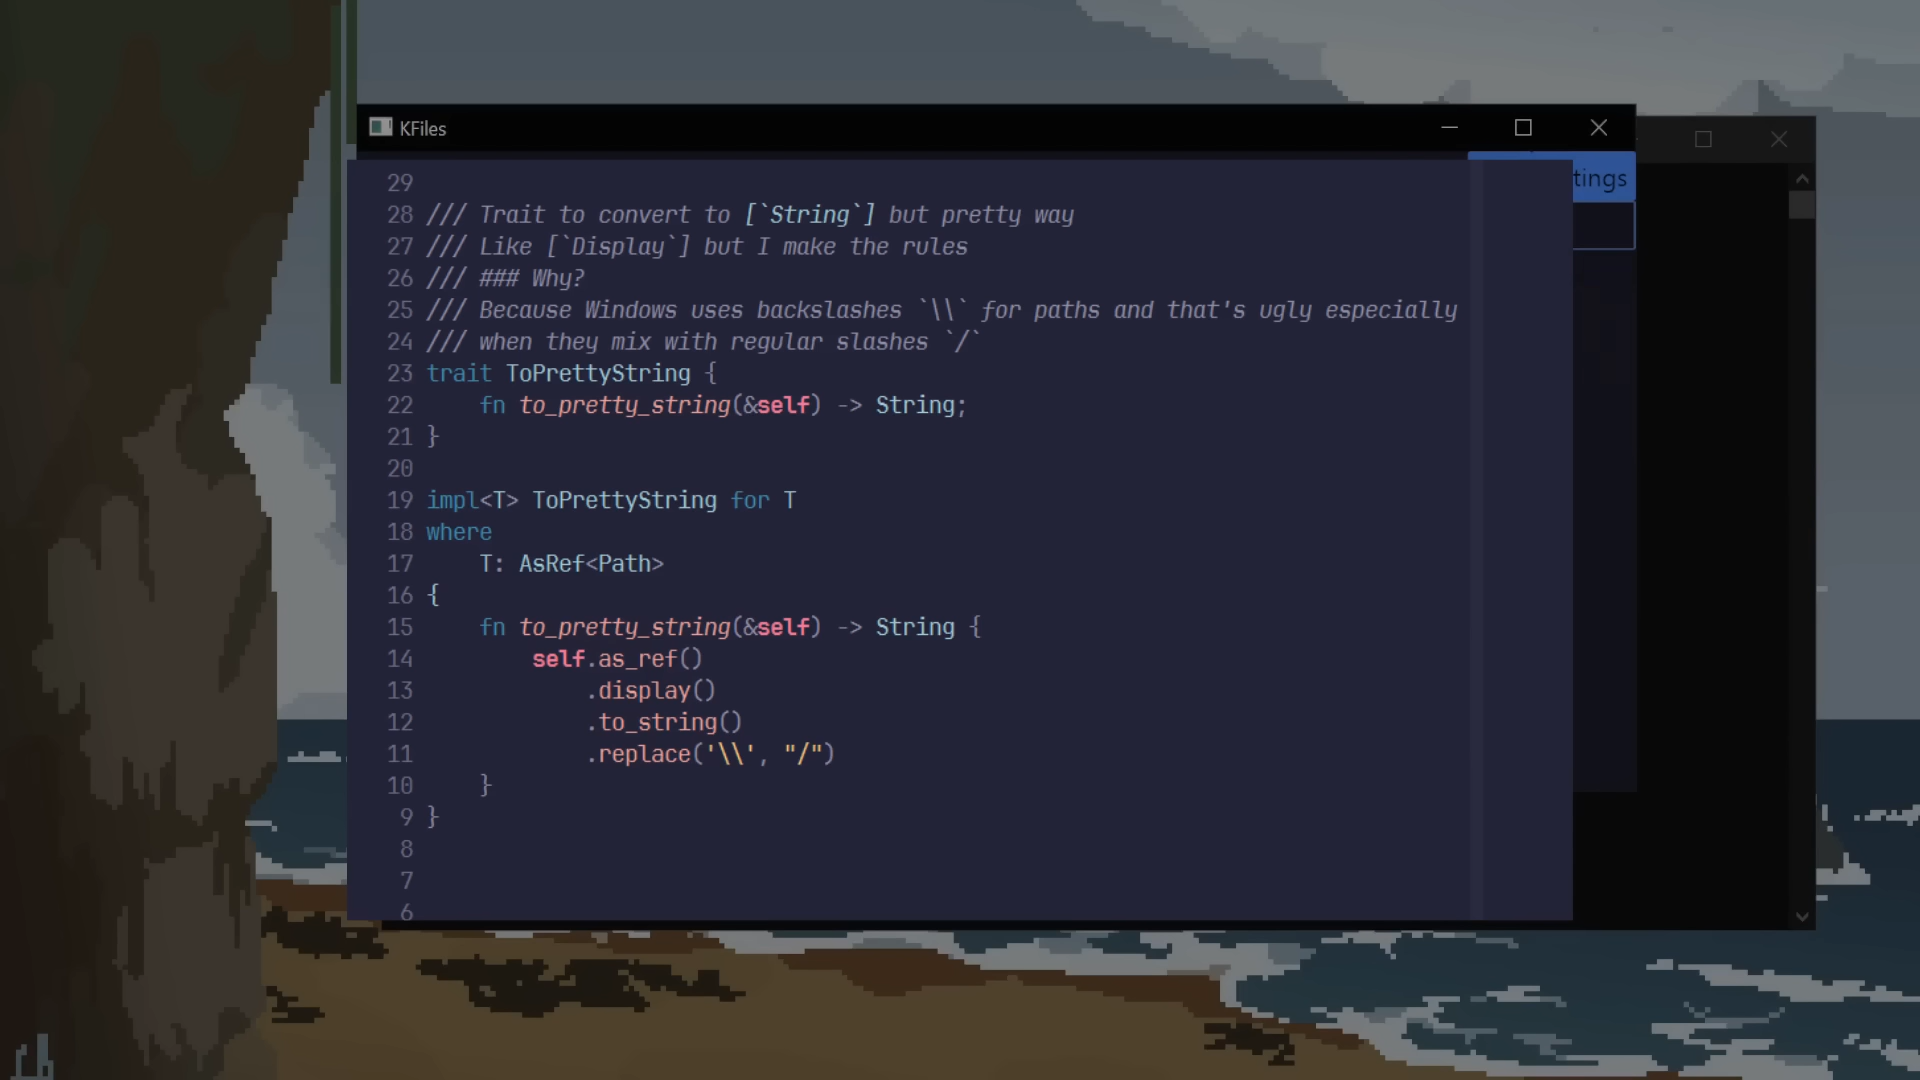 KFiles
tings
29
28 /// Trait to convert to [`String`] but pretty way
27 /// Like [`Display`] but I make the rules
26 /// ### Why?
25 /// Because Windows uses backslashes `\\` for paths and that's ugly especially
24 /// when they mix with regular slashes `/`
23 trait ToPrettyString {
22     fn to_pretty_string(&self) -> String;
21 }
20
19 impl<T> ToPrettyString for T
18 where
17     T: AsRef<Path>
16 {
15     fn to_pretty_string(&self) -> String {
14         self.as_ref()
13             .display()
12             .to_string()
11             .replace('\\', "/")
10     }
9 }
8
7
6